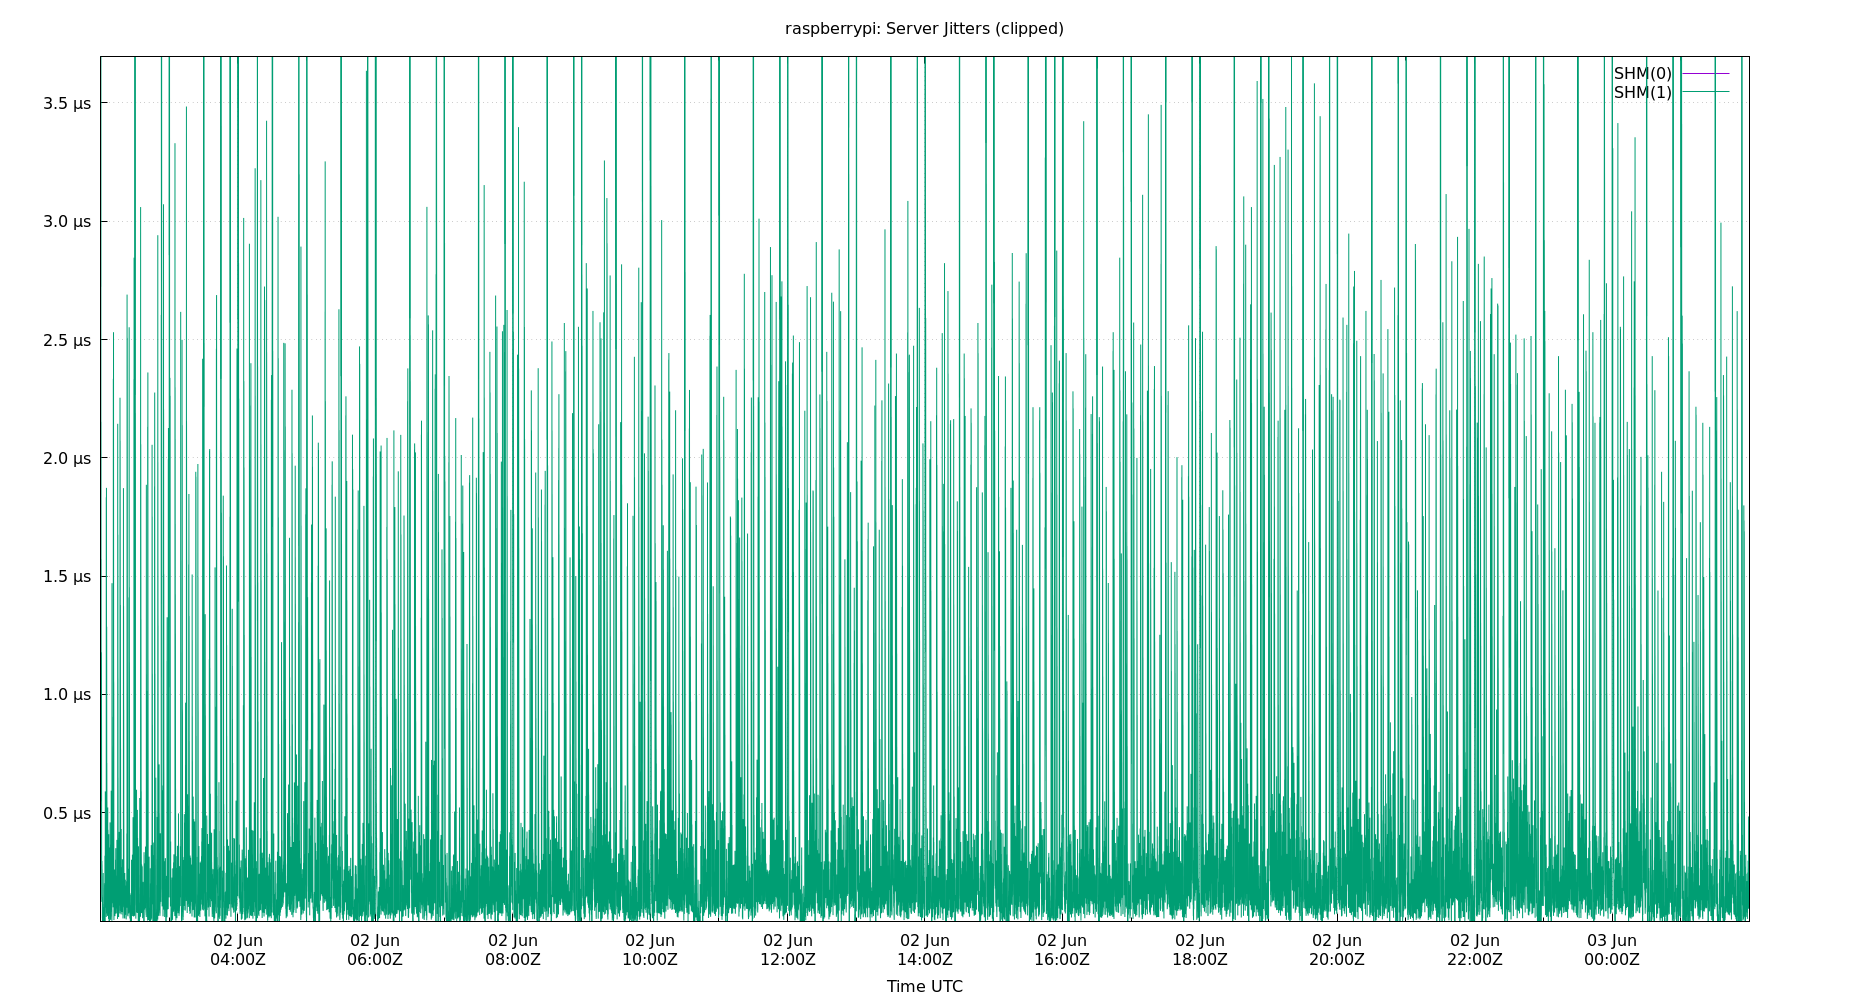 raspberrypi: Server Jitters (clipped)
SHM(0)
SHM(1)
3.5 µs
3.0 µs
2.5 µs
2.0 µs
1.5 µs
1.0 µs
0.5 µs
02 Jun 02 Jun 02 Jun 02 Jun 02 Jun 02 Jun 02 Jun 02 Jun 02 Jun 02 Jun 03 Jun
04:00Z 06:00Z 08:00Z 10:00Z 12:00Z 14:00Z 16:00Z 18:00Z 20:00Z 22:00Z 00:00Z
Time UTC